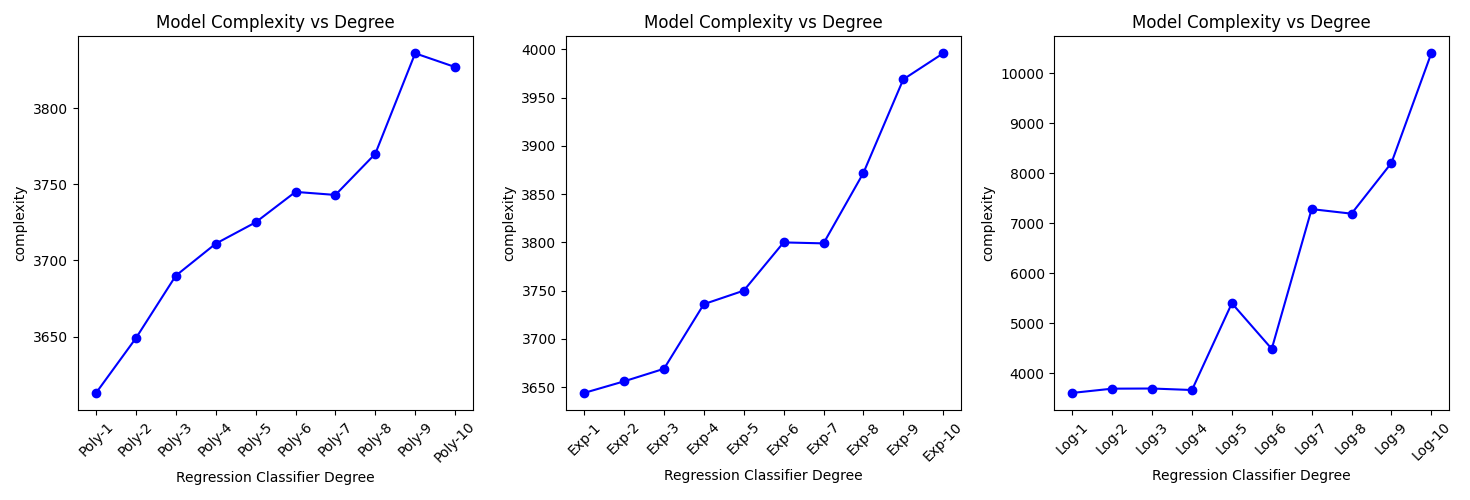 Model Complexity vs Degree
3800
3750
3700
3650
complexity
Poly-1 Poly-2 Poly-3 Poly-4 Poly-5 Poly-6 Poly-7 Poly-8 Poly-9 Poly-10
Regression Classifier Degree
Model Complexity vs Degree
4000
3950
3900
3850
3800
3750
3700
3650
complexity
Exp-1 Exp-2 Exp-3 Exp-4 Exp-5 Exp-6 Exp-7 Exp-8 Exp-9 Exp-10
Regression Classifier Degree
Model Complexity vs Degree
10000
9000
8000
7000
6000
5000
4000
complexity
Log-1 Log-2 Log-3 Log-4 Log-5 Log-6 Log-7 Log-8 Log-9 Log-10
Regression Classifier Degree